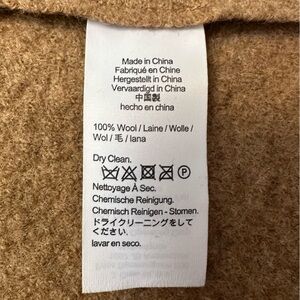 Made in China
Fabriqué en Chine
Hergestellt in China
Vervaardigd in China
中国製
hecho en china
100% Wool / Laine / Wolle /
Wol / 毛 / lana
Dry Clean.
P
Nettoyage À Sec.
Chemische Reinigung.
Chemisch Reinigen - Stomen.
ドライクリーニングをして
ください.
lavar en seco.